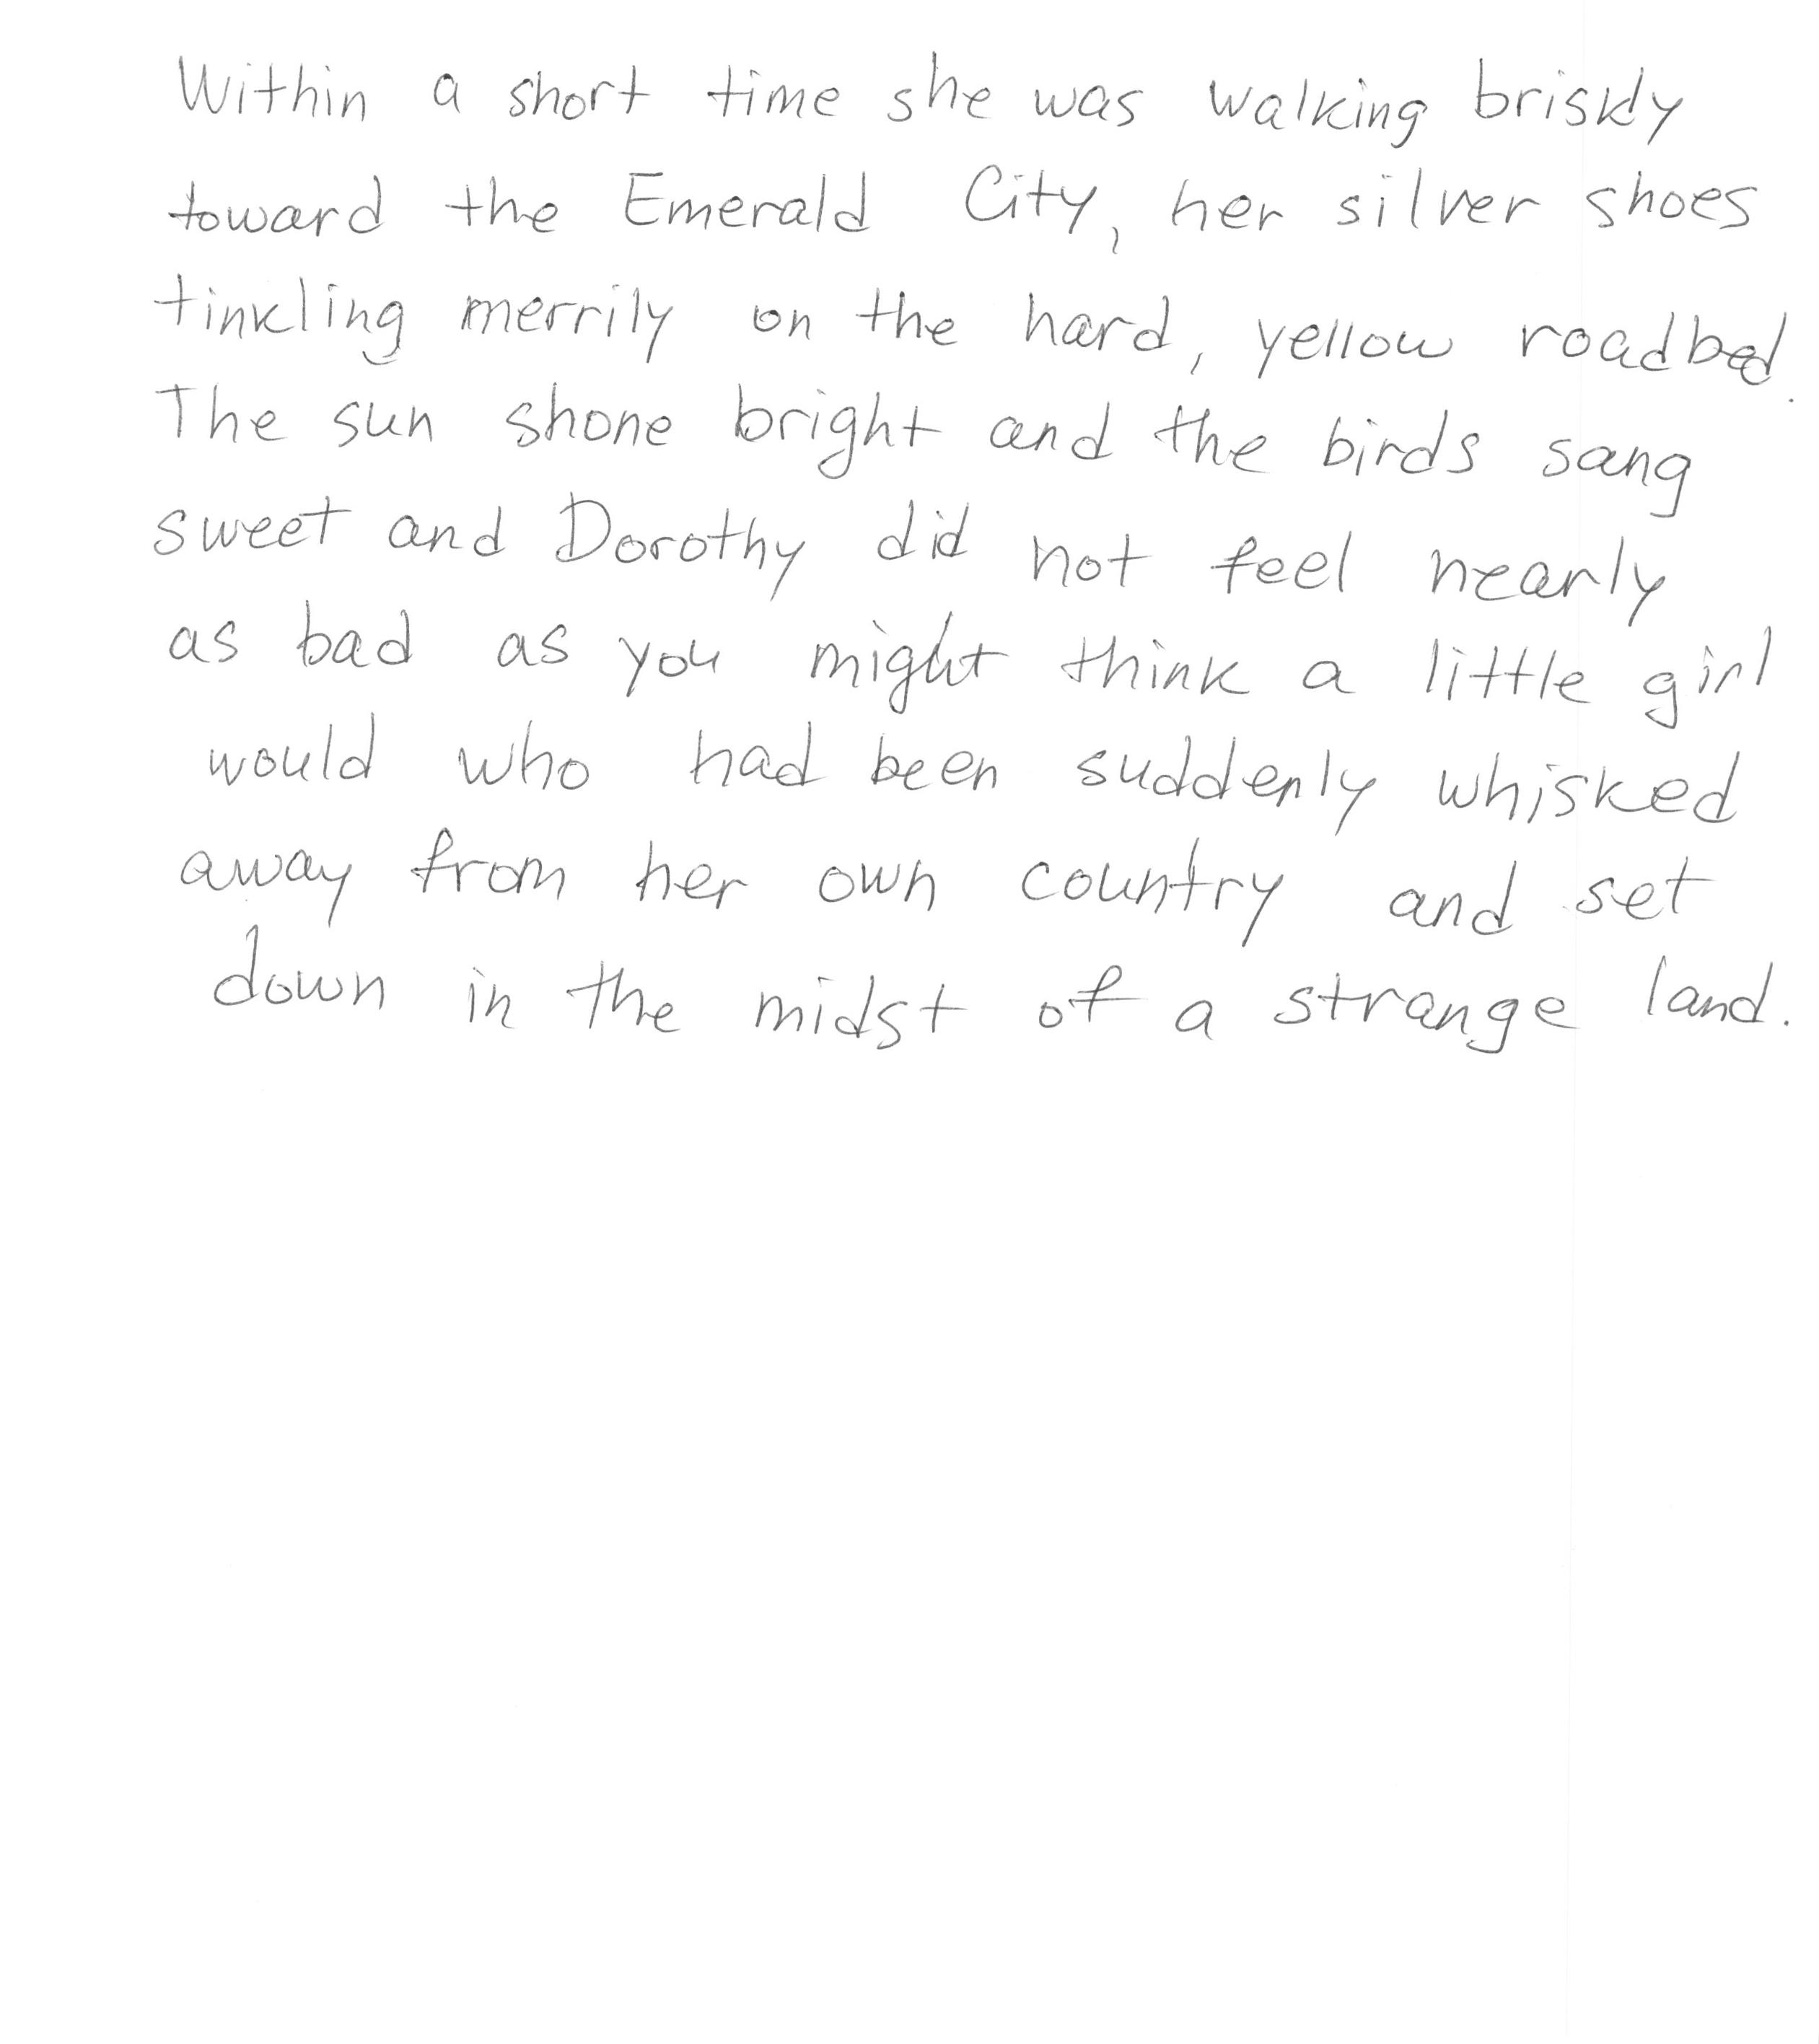 Within a short time she was walking briskly
toward the Emerald City, her silver shoes
tinkling merrily on the hard, yellow roadbed.
The sun shone bright and the birds sang
sweet and Dorothy did not feel nearly
as bad as you might think a little girl
would who had been suddenly whisked
away from her own country and set
down in the midst of a strange land.